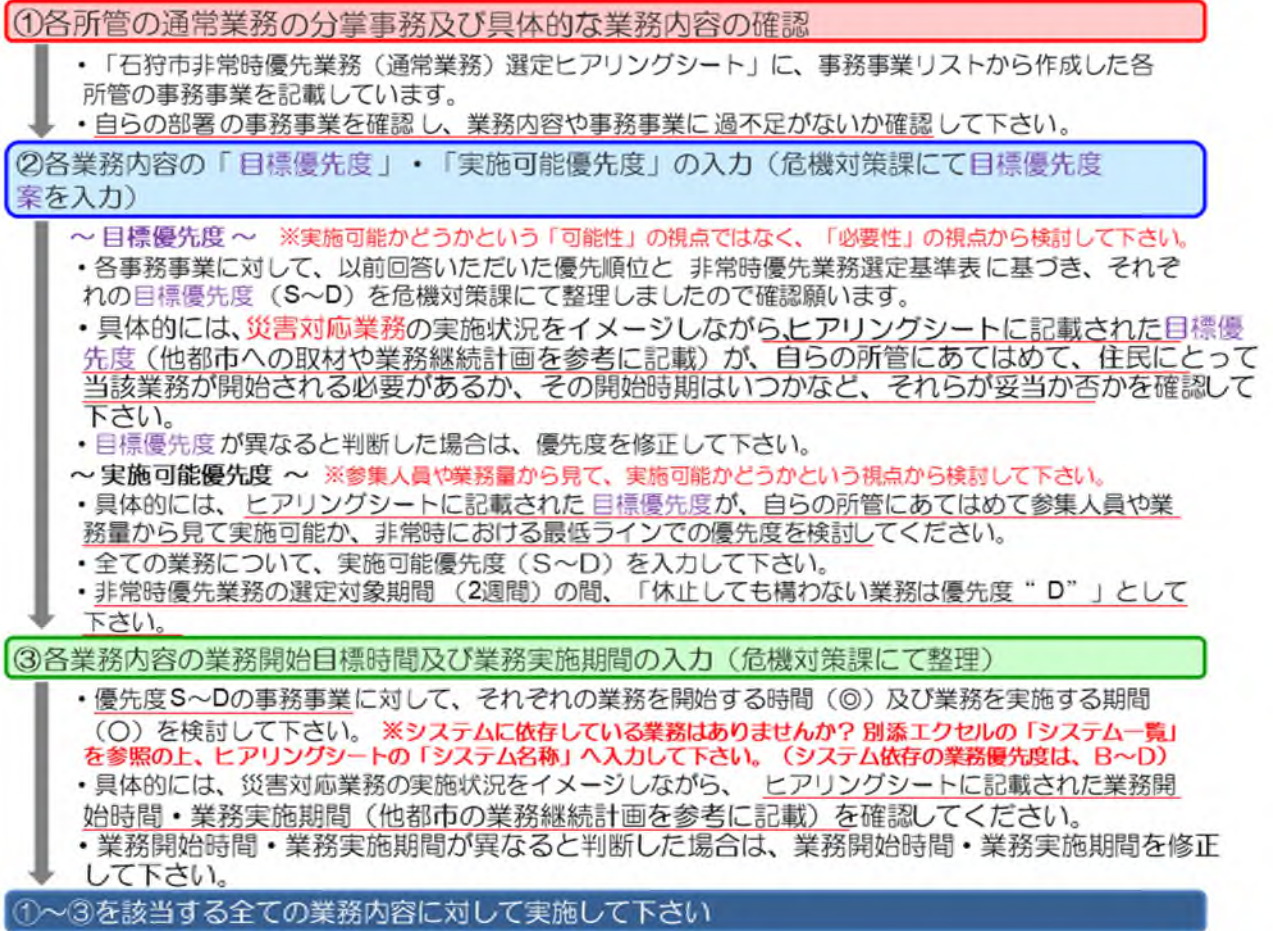 ①各所管の通常業務の分掌事務及び具体的な業務内容の確認
・「石狩市非常時優先業務（通常業務）選定ヒアリングシート」に、事務事業リストから作成した各
所管の事務事業を記載しています。
・自らの部署の事務事業を確認し、業務内容や事務事業に過不足がないか確認して下さい。
②各業務内容の「目標優先度」・「実施可能優先度」の入力（危機対策課にて目標優先度
案を入力）
～目標優先度～ ※実施可能かどうかという「可能性」の視点ではなく、「必要性」の視点から検討して下さい。
・各事務事業に対して、以前回答いただいた優先順位と 非常時優先業務選定基準表に基づき、それぞ
れの目標優先度（S～D）を危機対策課にて整理しましたので確認願います。
・具体的には、災害対応業務の実施状況をイメージしながら、ヒアリングシートに記載された目標優
先度（他都市への取材や業務継続計画を参考に記載）が、自らの所管にあてはめて、住民にとって
当該業務が開始される必要があるか、その開始時期はいつかなど、それらが妥当か否かを確認して
下さい。
・目標優先度が異なると判断した場合は、優先度を修正して下さい。
～実施可能優先度～ ※参集人員や業務量から見て、実施可能かどうかという視点から検討して下さい。
・具体的には、ヒアリングシートに記載された目標優先度が、自らの所管にあてはめて参集人員や業
務量から見て実施可能か、非常時における最低ラインでの優先度を検討してください。
・全ての業務について、実施可能優先度（S～D）を入力して下さい。
・非常時優先業務の選定対象期間（2週間）の間、「休止しても構わない業務は優先度“D”」として
下さい。
③各業務内容の業務開始目標時間及び業務実施期間の入力（危機対策課にて整理）
・優先度S～Dの事務事業に対して、それぞれの業務を開始する時間（◎）及び業務を実施する期間
（○）を検討して下さい。※システムに依存している業務はありませんか？別添エクセルの「システム一覧」
を参照の上、ヒアリングシートの「システム名称」へ入力して下さい。（システム依存の業務優先度は、B～D）
・具体的には、災害対応業務の実施状況をイメージしながら、ヒアリングシートに記載された業務開
始時間・業務実施期間（他都市の業務継続計画を参考に記載）を確認してください。
・業務開始時間・業務実施期間が異なると判断した場合は、業務開始時間・業務実施期間を修正
して下さい。
①～③を該当する全ての業務内容に対して実施して下さい